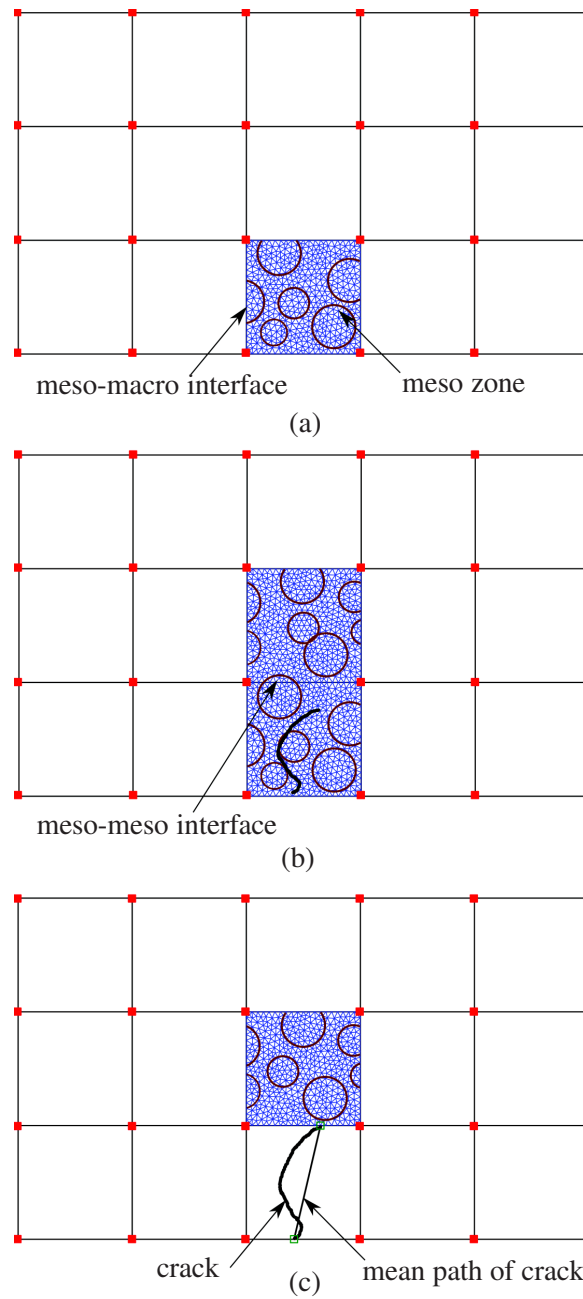 meso-macro interface
meso zone
(a)
meso-meso interface
(b)
crack
mean path of crack
(c)